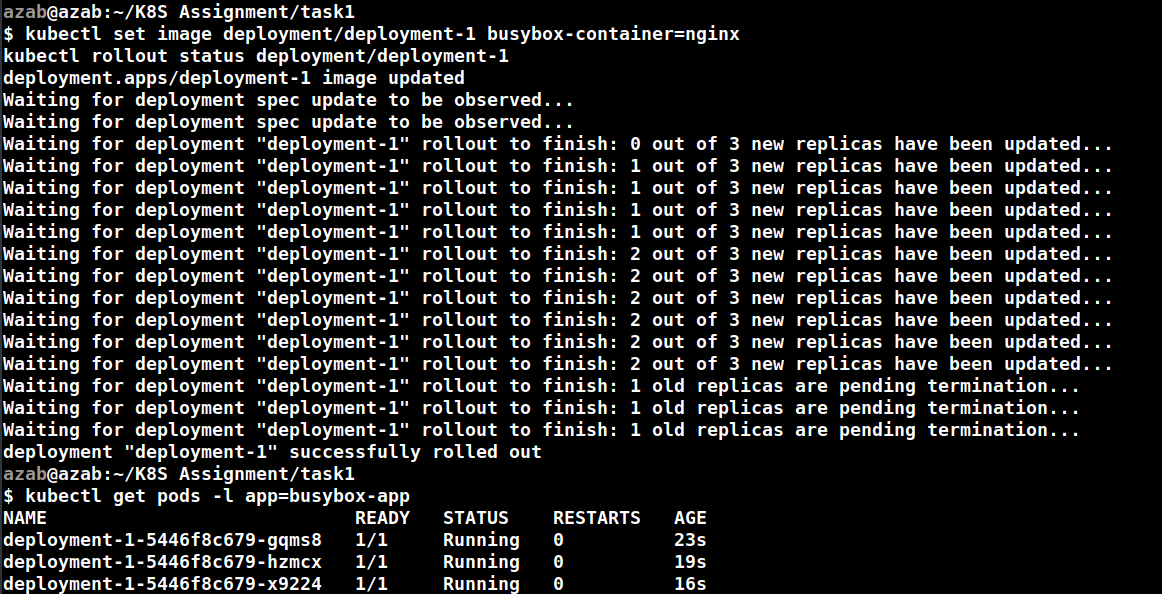 azab@azab:~/K8S Assignment/task1
$ kubectl set image deployment/deployment-1 busybox-container=nginx
kubectl rollout status deployment/deployment-1
deployment.apps/deployment-1 image updated
Waiting for deployment spec update to be observed...
Waiting for deployment spec update to be observed...
Waiting for deployment "deployment-1" rollout to finish: 0 out of 3 new replicas have been updated...
Waiting for deployment "deployment-1" rollout to finish: 1 out of 3 new replicas have been updated...
Waiting for deployment "deployment-1" rollout to finish: 1 out of 3 new replicas have been updated...
Waiting for deployment "deployment-1" rollout to finish: 1 out of 3 new replicas have been updated...
Waiting for deployment "deployment-1" rollout to finish: 1 out of 3 new replicas have been updated...
Waiting for deployment "deployment-1" rollout to finish: 2 out of 3 new replicas have been updated...
Waiting for deployment "deployment-1" rollout to finish: 2 out of 3 new replicas have been updated...
Waiting for deployment "deployment-1" rollout to finish: 2 out of 3 new replicas have been updated...
Waiting for deployment "deployment-1" rollout to finish: 2 out of 3 new replicas have been updated...
Waiting for deployment "deployment-1" rollout to finish: 2 out of 3 new replicas have been updated...
Waiting for deployment "deployment-1" rollout to finish: 2 out of 3 new replicas have been updated...
Waiting for deployment "deployment-1" rollout to finish: 1 old replicas are pending termination...
Waiting for deployment "deployment-1" rollout to finish: 1 old replicas are pending termination...
Waiting for deployment "deployment-1" rollout to finish: 1 old replicas are pending termination...
deployment "deployment-1" successfully rolled out
azab@azab:~/K8S Assignment/task1
$ kubectl get pods -l app=busybox-app
NAME                            READY   STATUS    RESTARTS   AGE
deployment-1-5446f8c679-gqms8   1/1     Running   0          23s
deployment-1-5446f8c679-hzmcx   1/1     Running   0          19s
deployment-1-5446f8c679-x9224   1/1     Running   0          16s